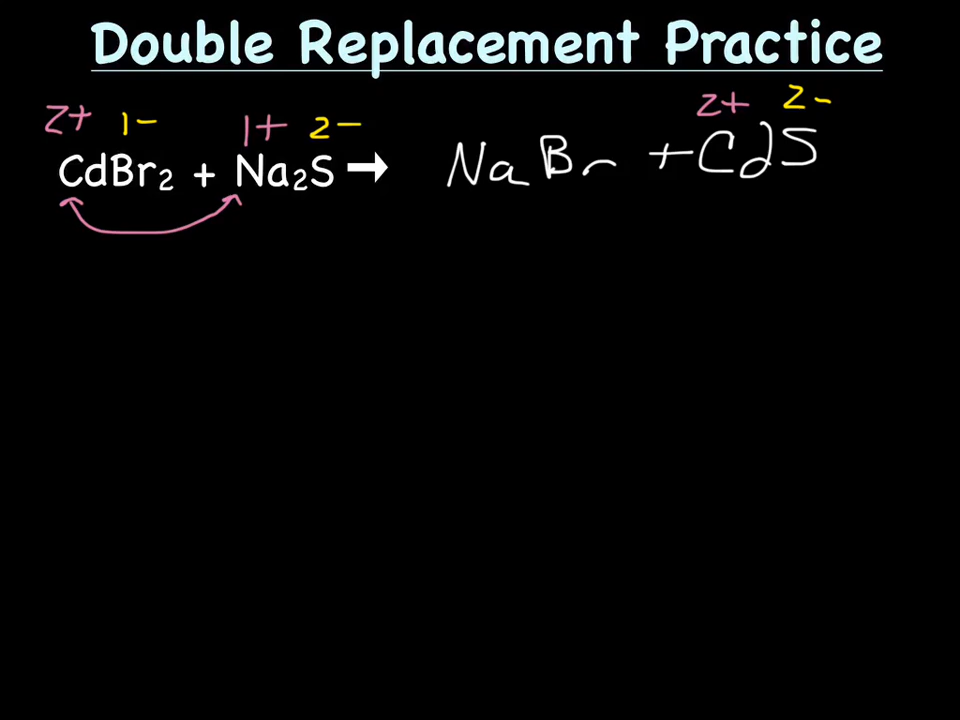 Double Replacement Practice
2+ 1- 1+ 2- 2+ 2-
CdBr₂ + Na₂S → NaBr + CdS